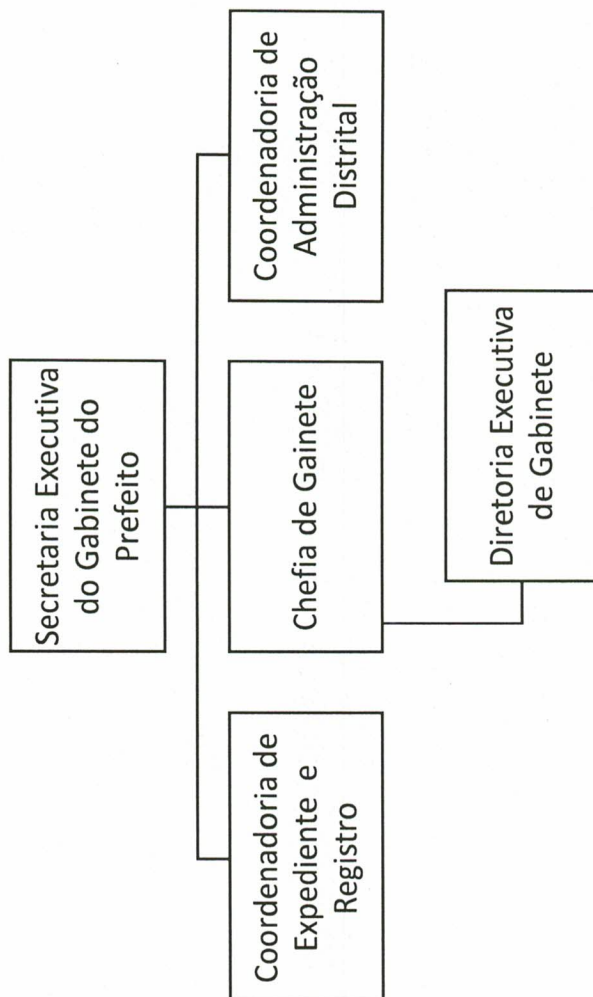 Secretaria Executiva
do Gabinete do
Prefeito
Coordenadoria de
Expediente e
Registro
Chefia de Gainete
Coordenadoria de
Administração
Distrital
Diretoria Executiva
de Gabinete